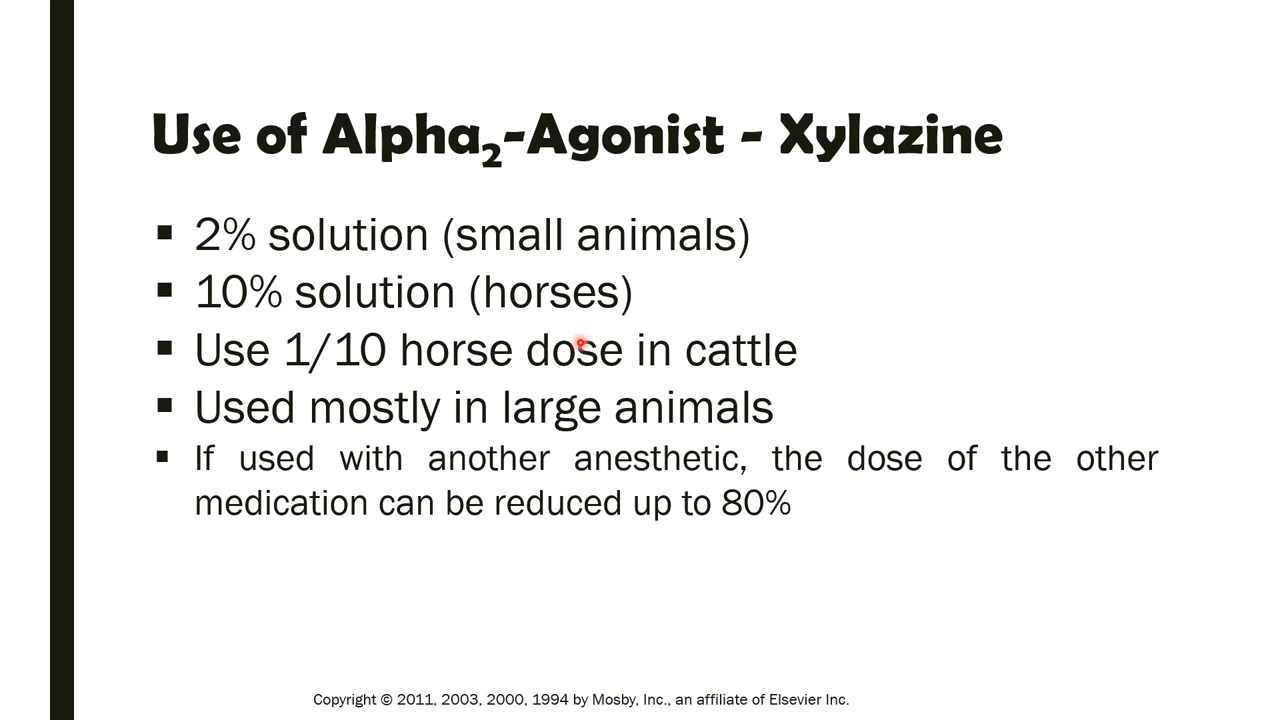 Use of Alpha₂-Agonist - Xylazine
▪ 2% solution (small animals)
▪ 10% solution (horses)
▪ Use 1/10 horse dose in cattle
▪ Used mostly in large animals
▪ If used with another anesthetic, the dose of the other
medication can be reduced up to 80%
Copyright © 2011, 2003, 2000, 1994 by Mosby, Inc., an affiliate of Elsevier Inc.